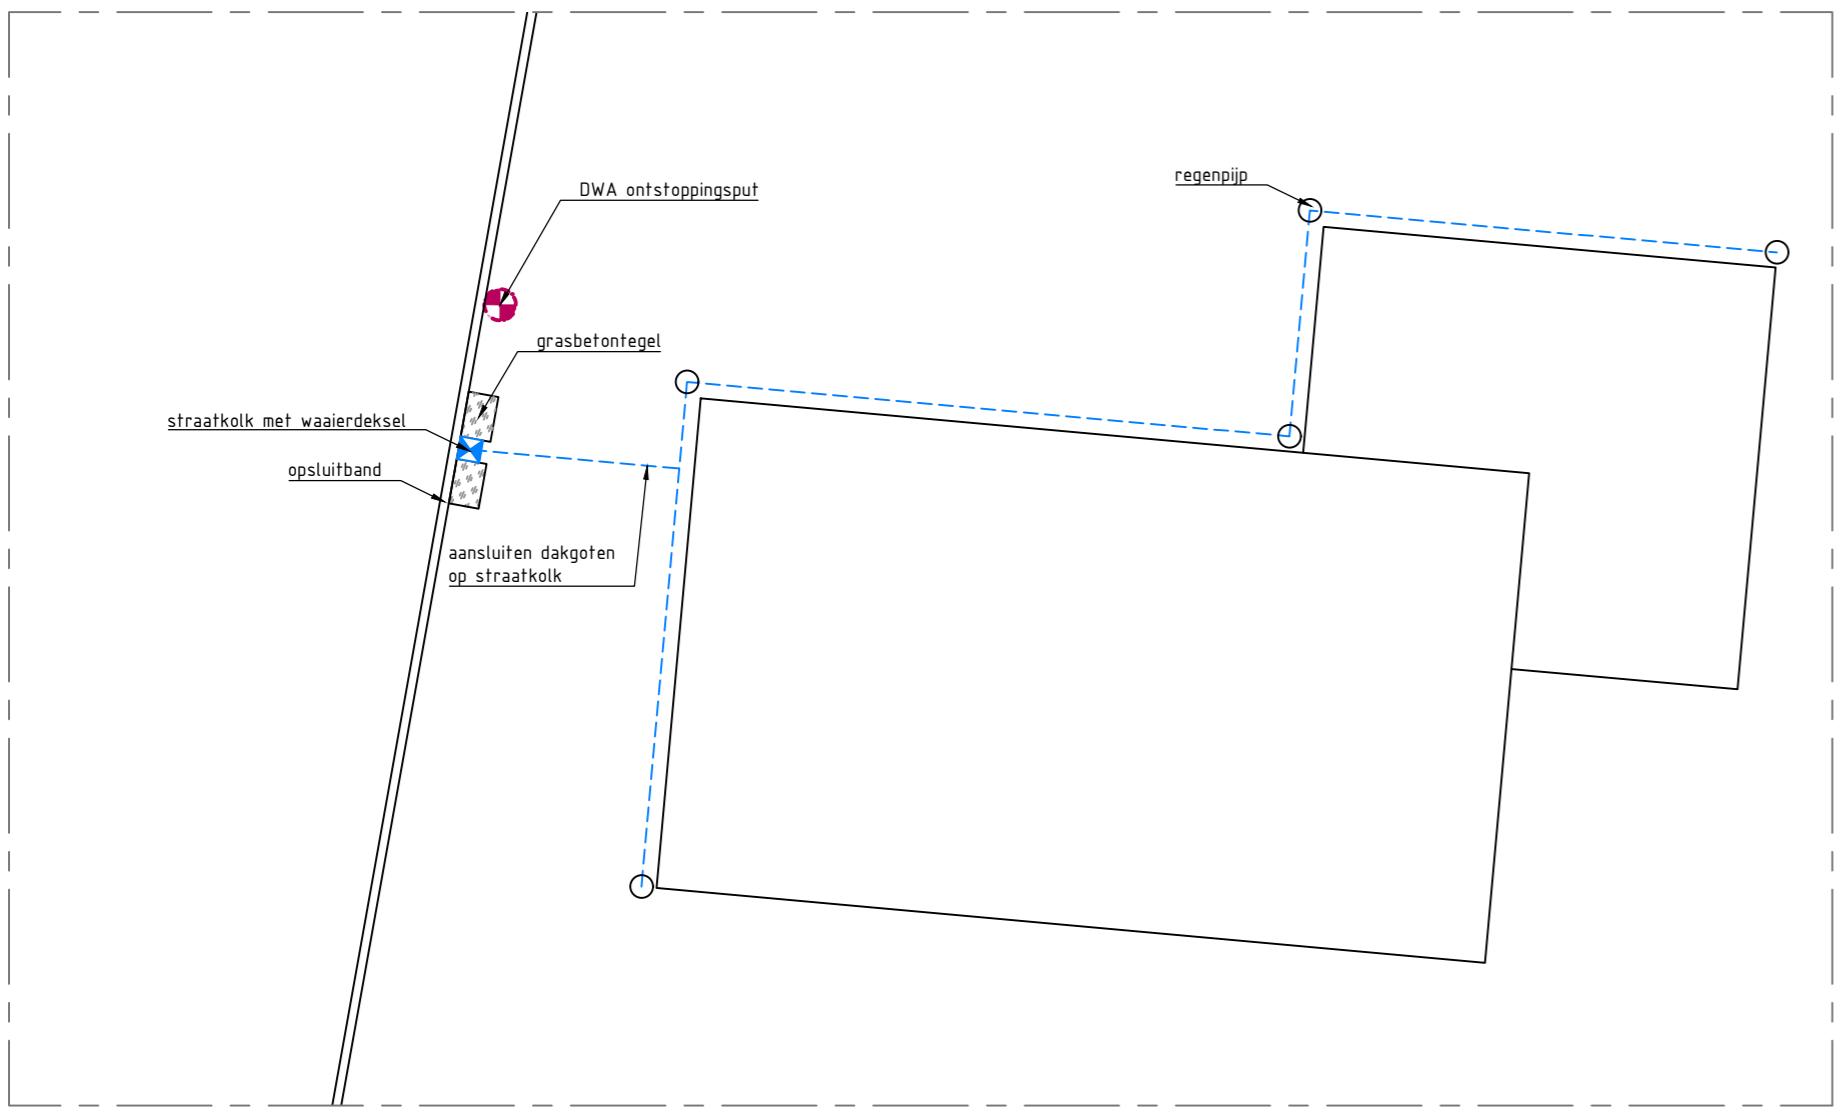 regenpijp
DWA ontstoppingsput
grasbetontegel
straatkolk met waaierdeksel
opsluitband
aansluiten dakgoten
op straatkolk